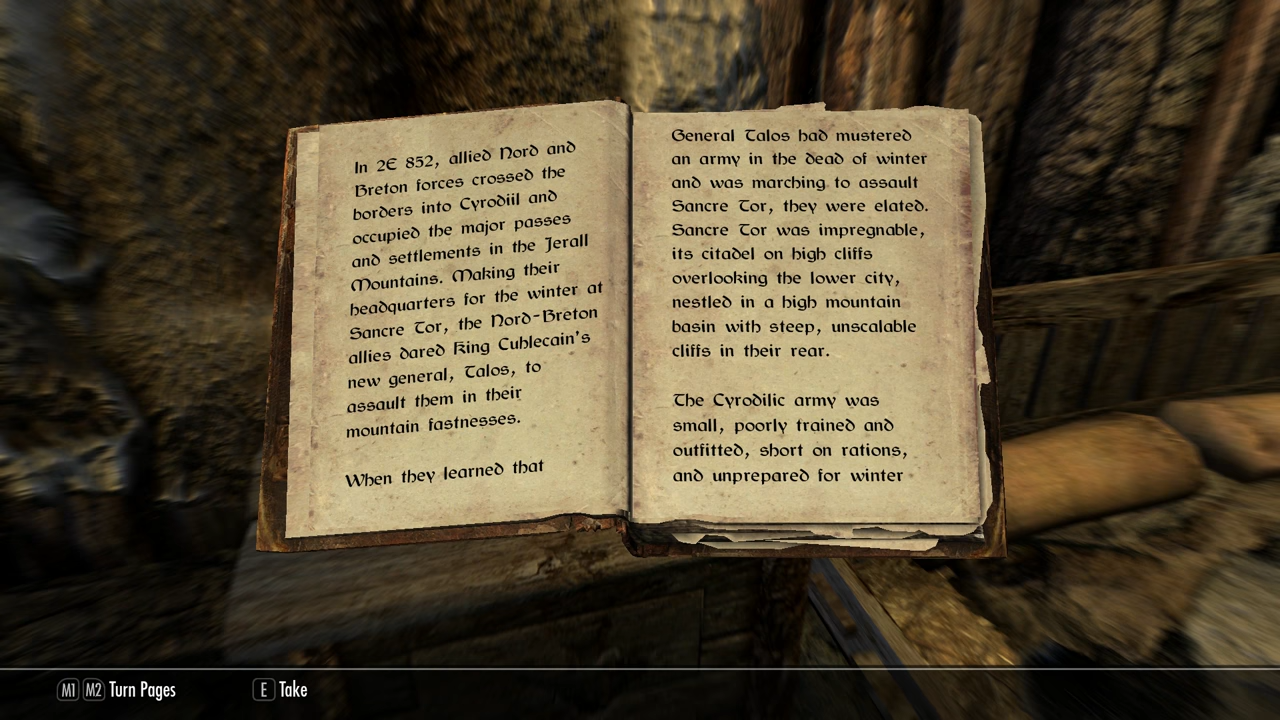 In 2E 852, allied Nord and
Breton forces crossed the
borders into Cyrodiil and
occupied the major passes
and settlements in the Jerall
Mountains. Making their
headquarters for the winter at
Sancre Tor, the Nord-Breton
allies dared King Cuhlecain's
new general, Talos, to
assault them in their
mountain fastnesses.
When they learned that
General Talos had mustered
an army in the dead of winter
and was marching to assault
Sancre Tor, they were elated.
Sancre Tor was impregnable,
its citadel on high cliffs
overlooking the lower city,
nestled in a high mountain
basin with steep, unscalable
cliffs in their rear.
The Cyrodilic army was
small, poorly trained and
outfitted, short on rations,
and unprepared for winter
M1 M2 Turn Pages
E Take